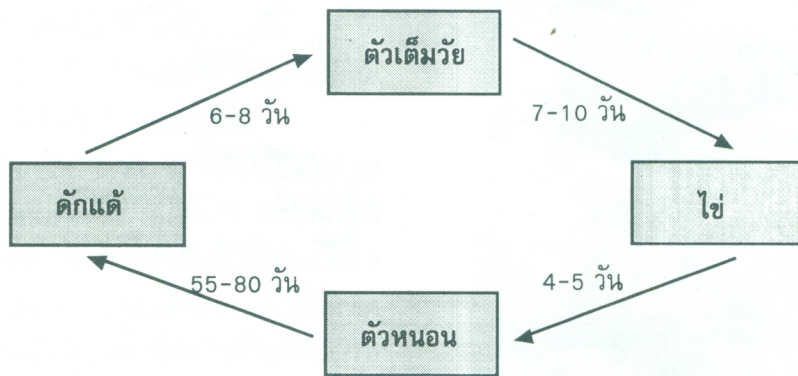 ตัวเต็มวัย
6-8 วัน
7-10 วัน
ดักแด้
ไข่
55-80 วัน
4-5 วัน
ตัวหนอน